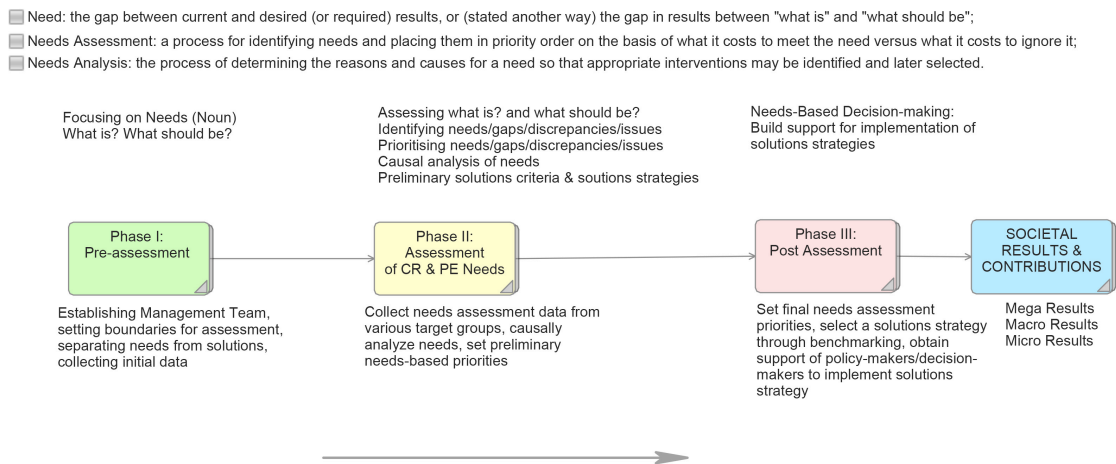 Need: the gap between current and desired (or required) results, or (stated another way) the gap in results between "what is" and "what should be";
Needs Assessment: a process for identifying needs and placing them in priority order on the basis of what it costs to meet the need versus what it costs to ignore it;
Needs Analysis: the process of determining the reasons and causes for a need so that appropriate interventions may be identified and later selected.
Focusing on Needs (Noun)
What is? What should be?
Assessing what is? and what should be?
Identifying needs/gaps/discrepancies/issues
Prioritising needs/gaps/discrepancies/issues
Causal analysis of needs
Preliminary solutions criteria & soutions strategies
Needs-Based Decision-making:
Build support for implementation of
solutions strategies
Phase I:
Pre-assessment
Phase II:
Assessment
of CR & PE Needs
Phase III:
Post Assessment
SOCIETAL
RESULTS &
CONTRIBUTIONS
Establishing Management Team,
setting boundaries for assessment,
separating needs from solutions,
collecting initial data
Collect needs assessment data from
various target groups, causally
analyze needs, set preliminary
needs-based priorities
Set final needs assessment
priorities, select a solutions strategy
through benchmarking, obtain
support of policy-makers/decision-
makers to implement solutions
strategy
Mega Results
Macro Results
Micro Results